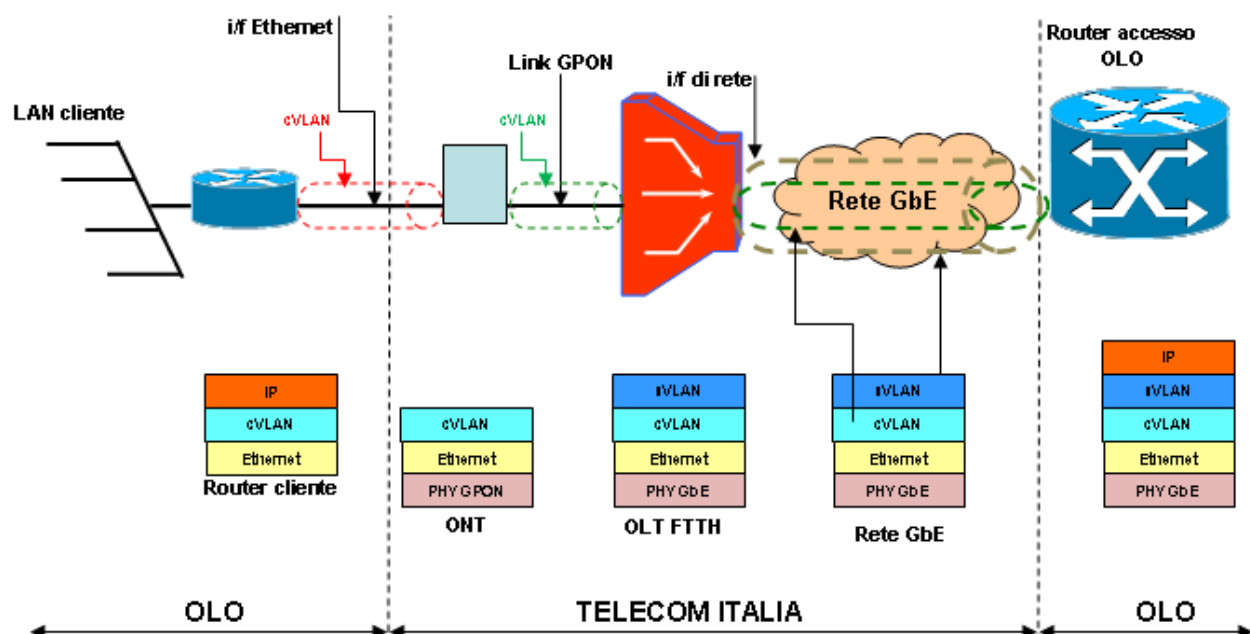 i/f Ethernet
Router accesso
OLO
Link GPON
i/f di rete
LAN cliente
cVLAN
cVLAN
Rete GbE
IP
cVLAN
Ethernet
Router cliente
cVLAN
Ethernet
PHY GPON
ONT
sVLAN
cVLAN
Ethernet
PHY GbE
OLT FTTH
sVLAN
cVLAN
Ethernet
PHY GbE
Rete GbE
IP
sVLAN
cVLAN
Ethernet
PHY GbE
OLO
TELECOM ITALIA
OLO